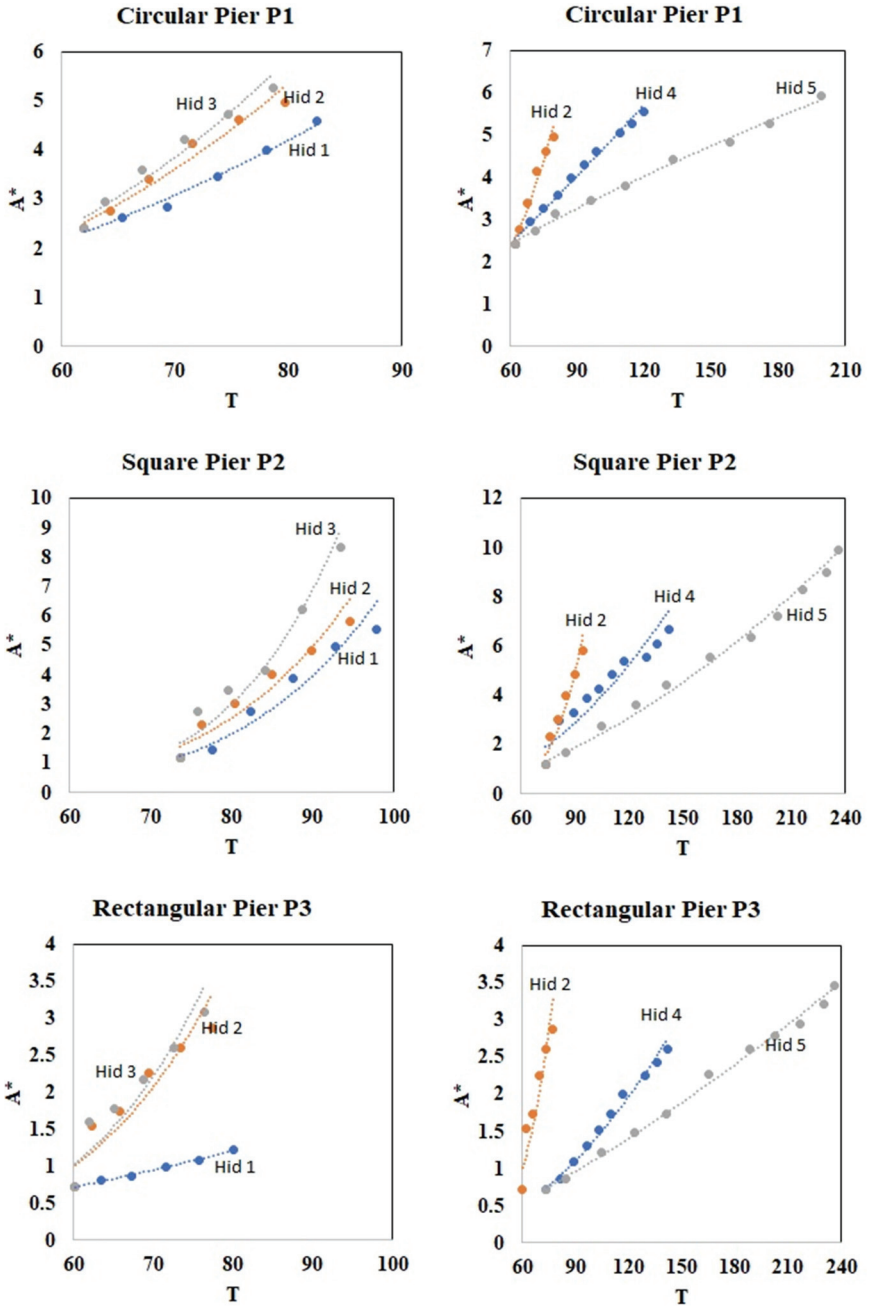 Circular Pier P1
6
5
4
3
2
1
0
A*
Hid 3
Hid 2
Hid 1
60 70 80 90
T
Circular Pier P1
7
6
5
4
3
2
1
0
A*
Hid 2
Hid 4
Hid 5
60 90 120 150 180 210
T
Square Pier P2
10
9
8
7
6
5
4
3
2
1
0
A*
Hid 3
Hid 2
Hid 1
60 70 80 90 100
T
Square Pier P2
12
10
8
6
4
2
0
A*
Hid 2
Hid 4
Hid 5
60 90 120 150 180 210 240
T
Rectangular Pier P3
4
3.5
3
2.5
2
1.5
1
0.5
0
A*
Hid 3
Hid 2
Hid 1
60 70 80 90 100
T
Rectangular Pier P3
4
3.5
3
2.5
2
1.5
1
0.5
0
A*
Hid 2
Hid 4
Hid 5
60 90 120 150 180 210 240
T